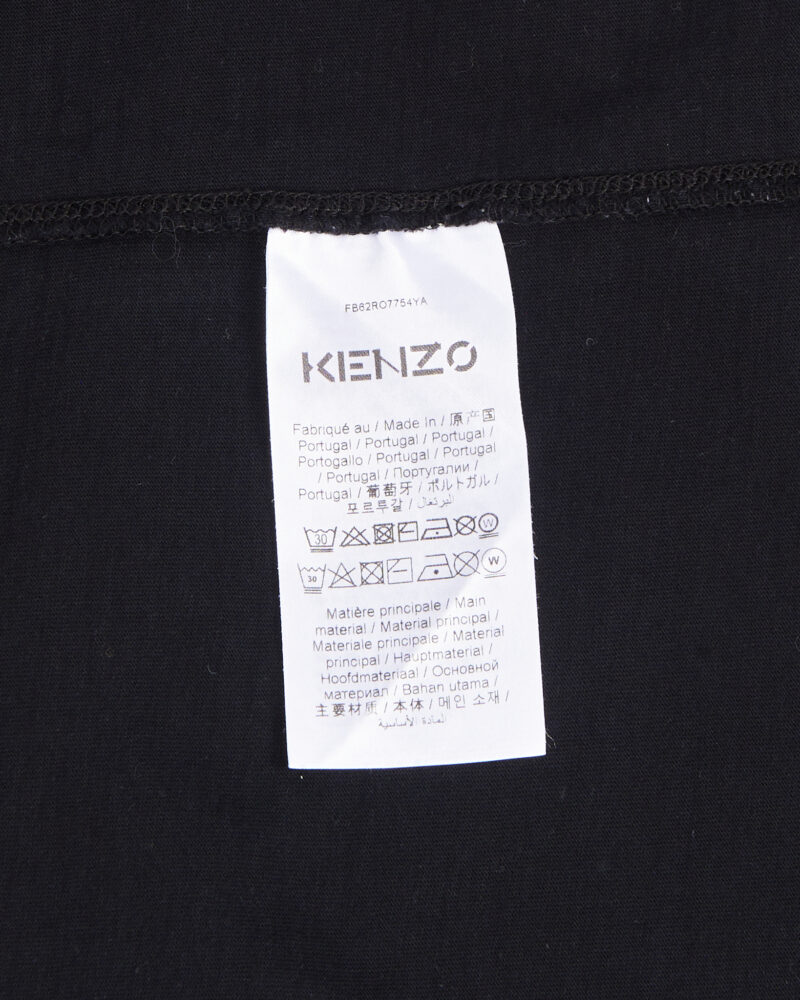 FB62RO7754YA
KENZO
Fabriqué au / Made In / 原产国
Portugal / Portugal / Portugal /
Portogallo / Portugal / Portugal
/ Portugal / Португалии /
Portugal / 葡萄牙 / ポルトガル /
포르투갈 / البرتغال
30 W
30 W
Matière principale / Main
material / Material principal /
Materiale principale / Material
principal / Hauptmaterial /
Hoofdmateriaal / Основной
материал / Bahan utama /
主要材质 / 本体 / 메인 소재 /
المادة الأساسية